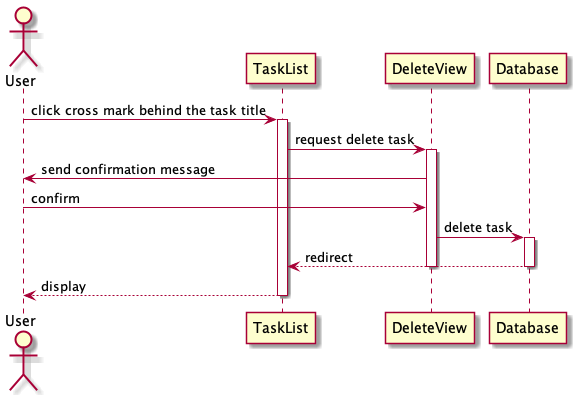 User
TaskList
DeleteView
Database
click cross mark behind the task title
request delete task
send confirmation message
confirm
delete task
redirect
display
User
TaskList
DeleteView
Database